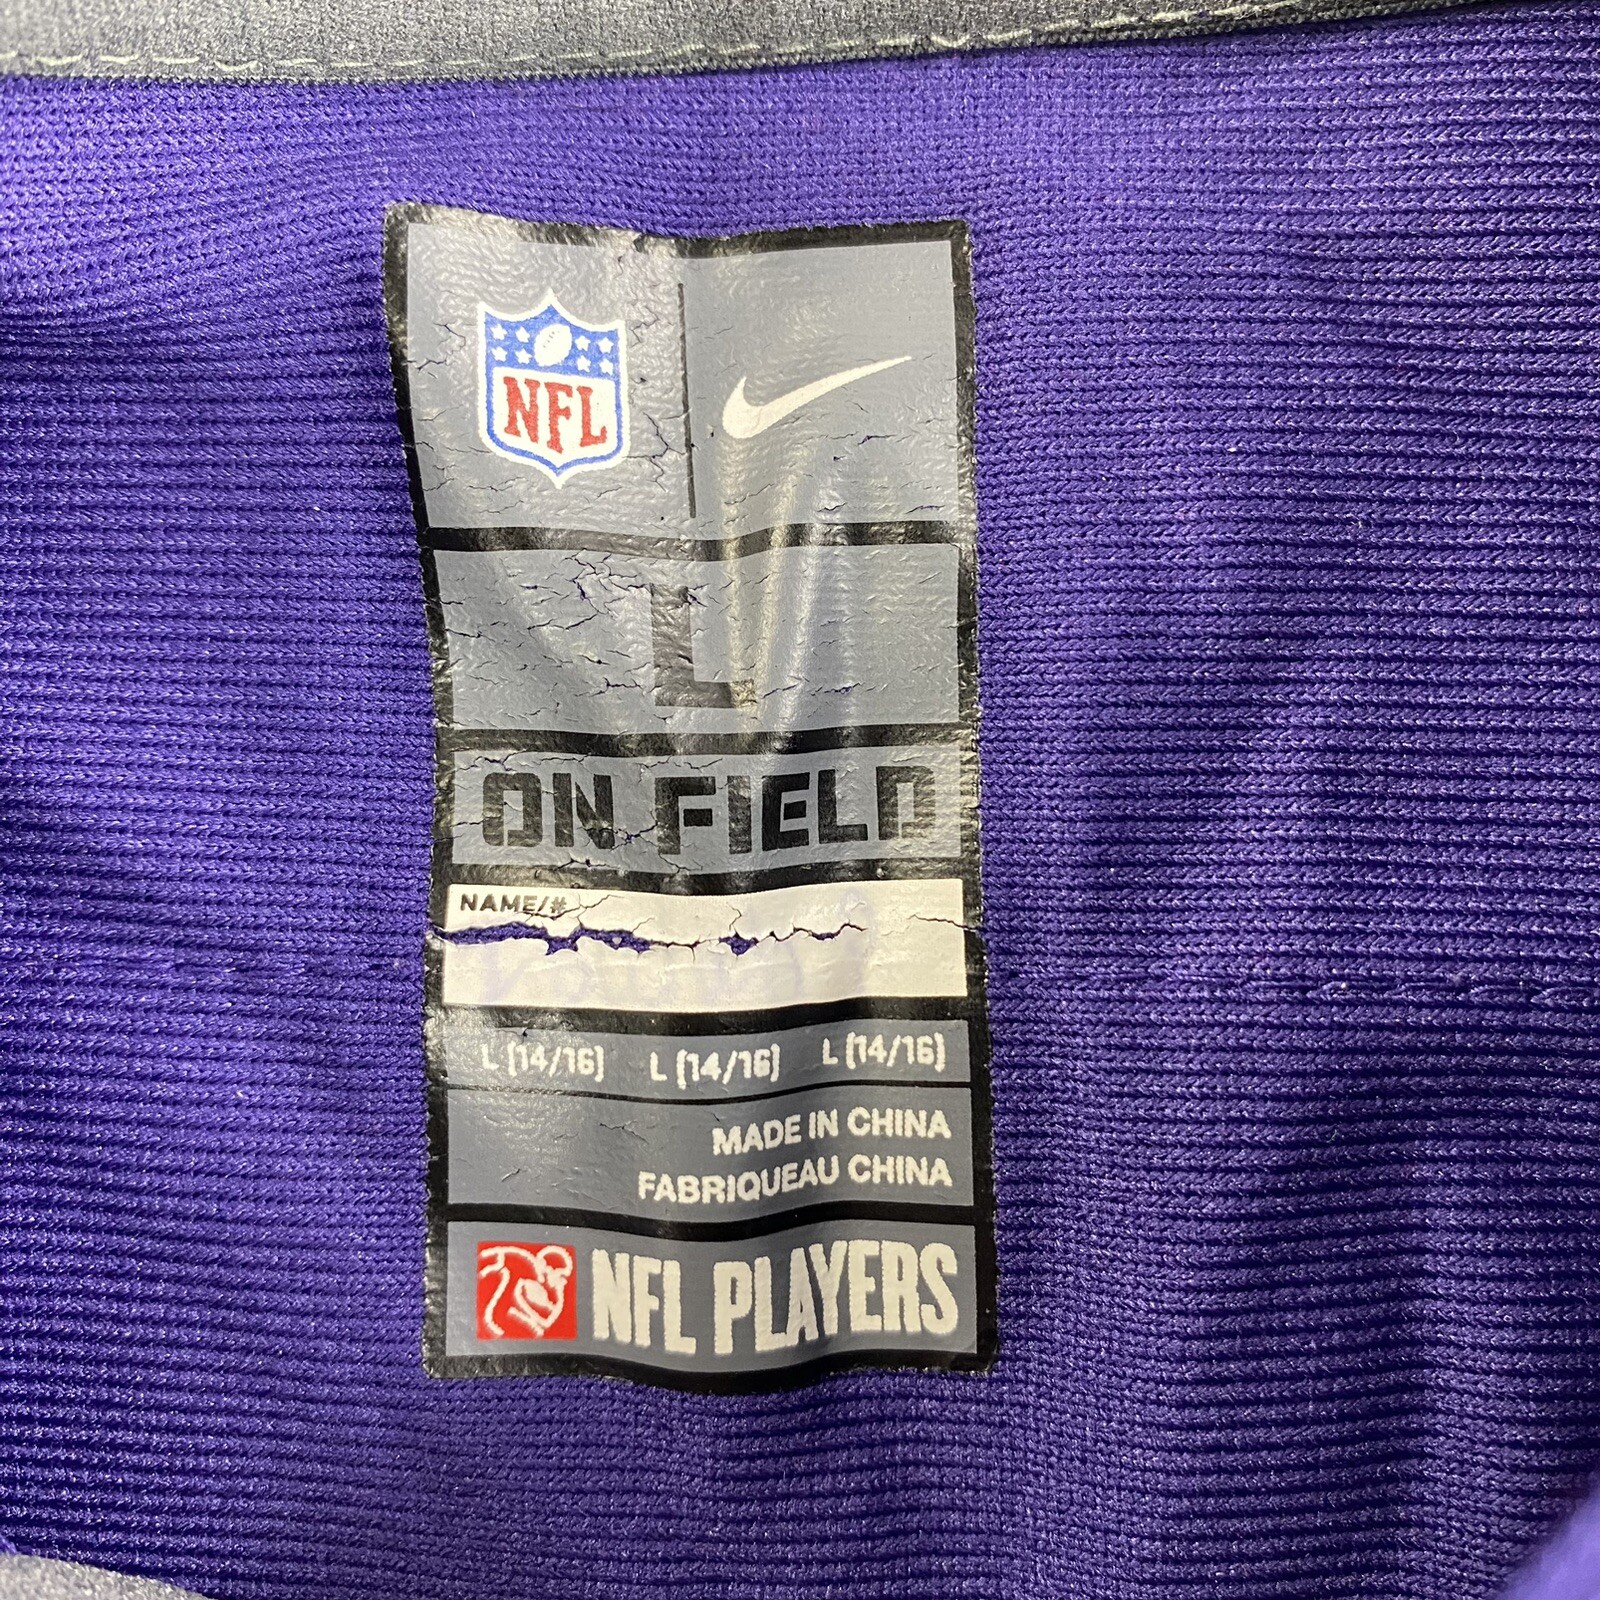 NFL
L
ON FIELD
NAME/#
L [14/16] L [14/16] L [14/16]
MADE IN CHINA
FABRIQUEAU CHINA
NFL PLAYERS